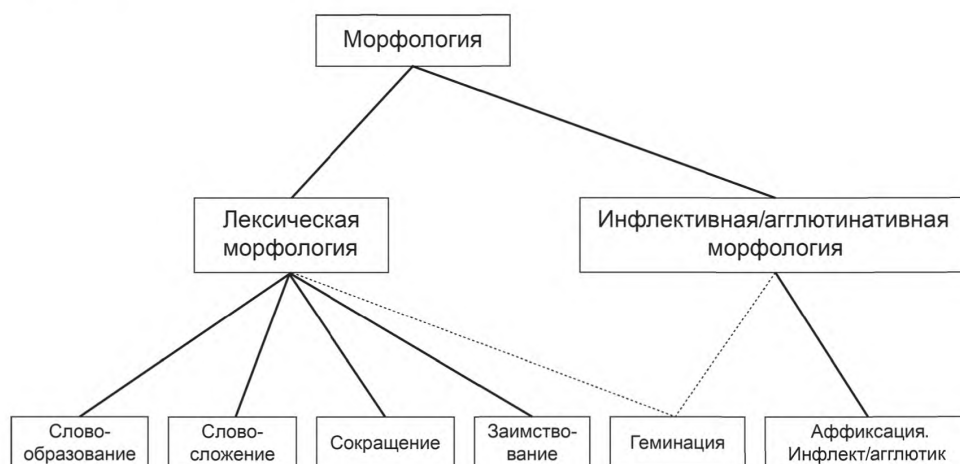 Морфология
Лексическая
морфология
Инфлективная/агглютинативная
морфология
Слово-
образование
Слово-
сложение
Сокращение
Заимство-
вание
Геминация
Аффиксация.
Инфлект/агглютик